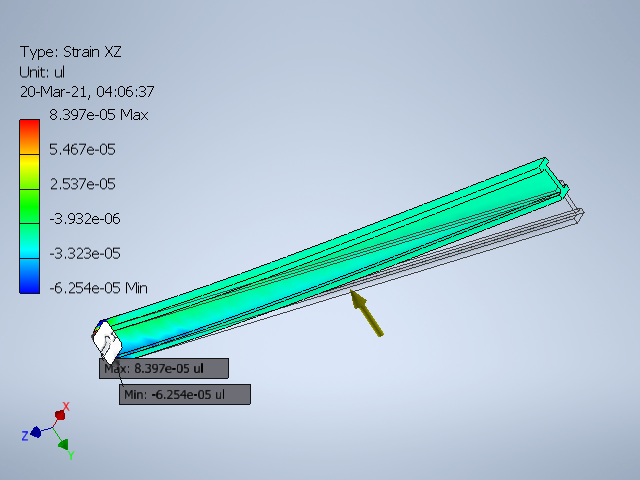 Type: Strain XZ
Unit: ul
20-Mar-21, 04:06:37
8.397e-05 Max
5.467e-05
2.537e-05
-3.932e-06
-3.323e-05
-6.254e-05 Min
Max: 8.397e-05 ul
Min: -6.254e-05 ul
X
Z
Y